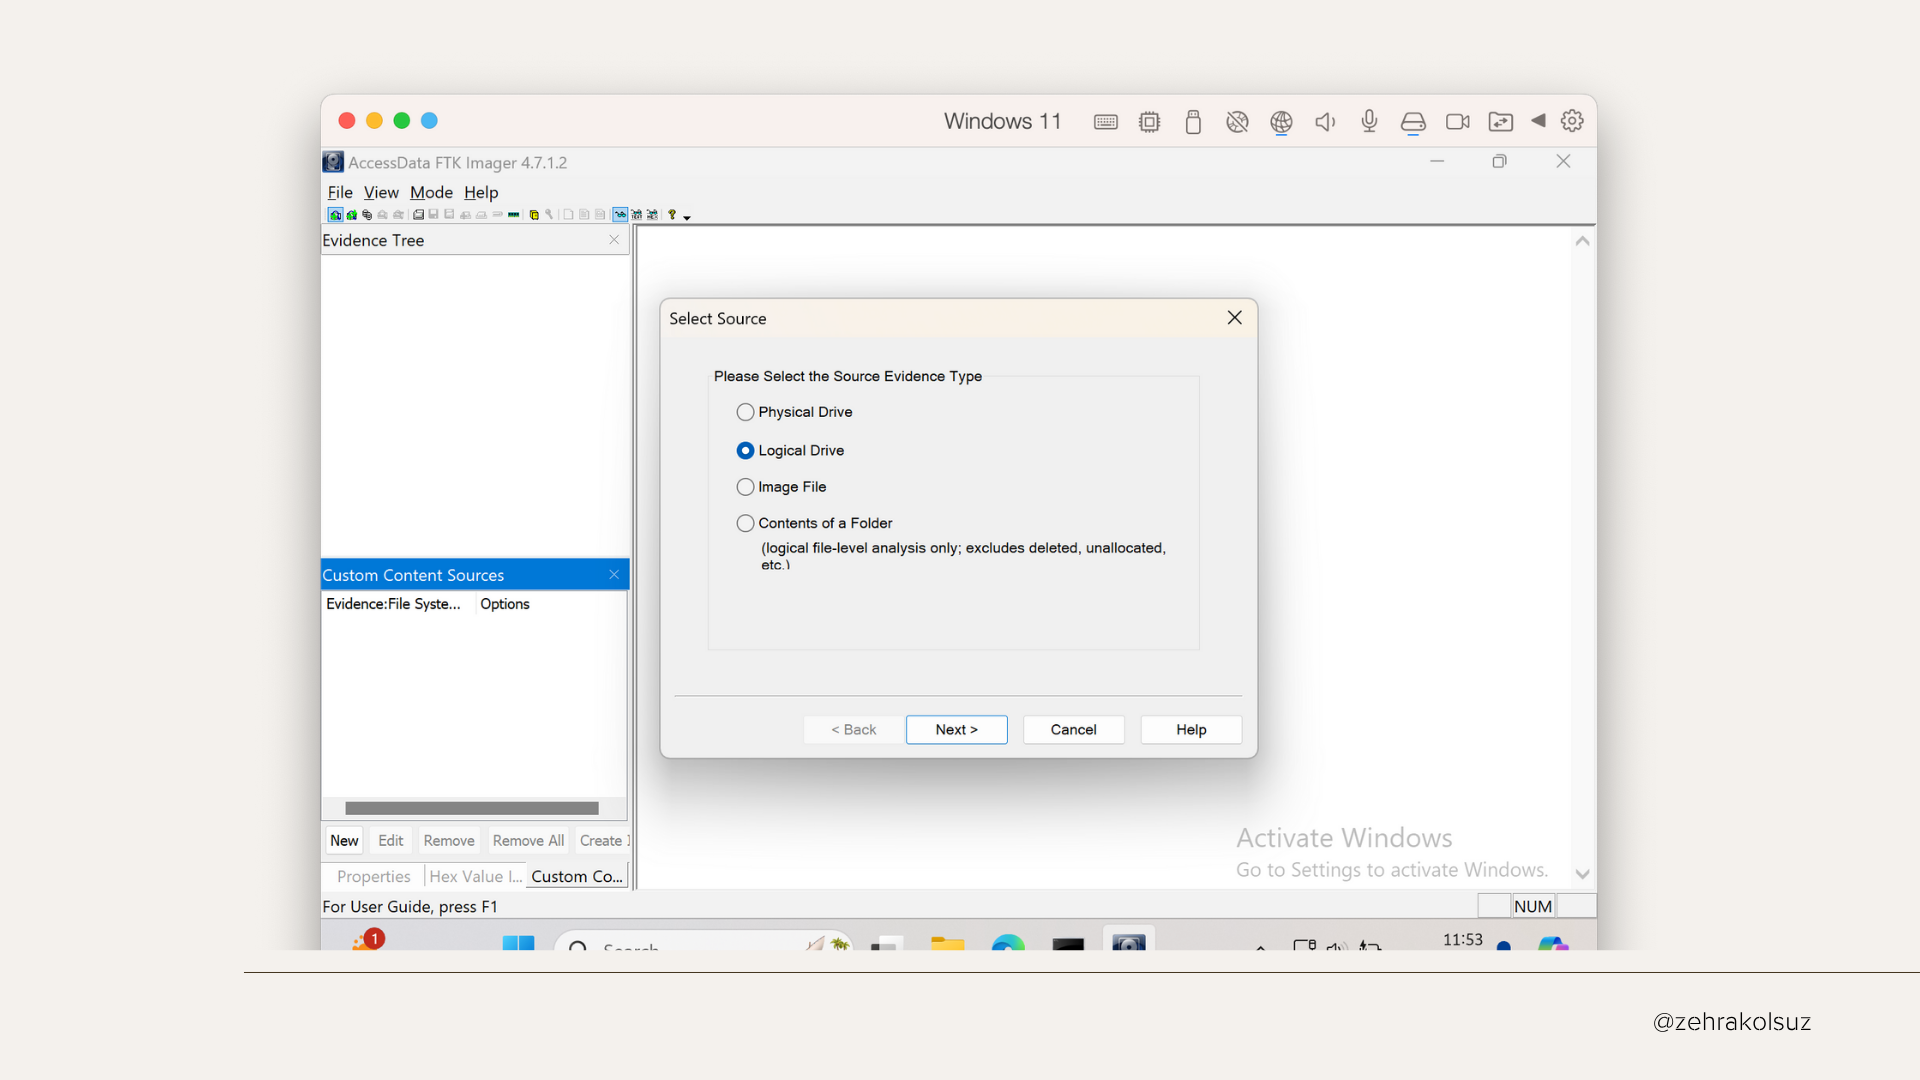 Windows 11
AccessData FTK Imager 4.7.1.2
File View Mode Help
Evidence Tree
Select Source
Please Select the Source Evidence Type
Physical Drive
Logical Drive
Image File
Contents of a Folder
(logical file-level analysis only; excludes deleted, unallocated,
etc.)
< Back Next > Cancel Help
Custom Content Sources
Evidence:File Syste... Options
New Edit Remove Remove All Create
Properties Hex Value I... Custom Co...
Activate Windows
Go to Settings to activate Windows.
For User Guide, press F1
NUM
1
Search
11:53
@zehrakolsuz